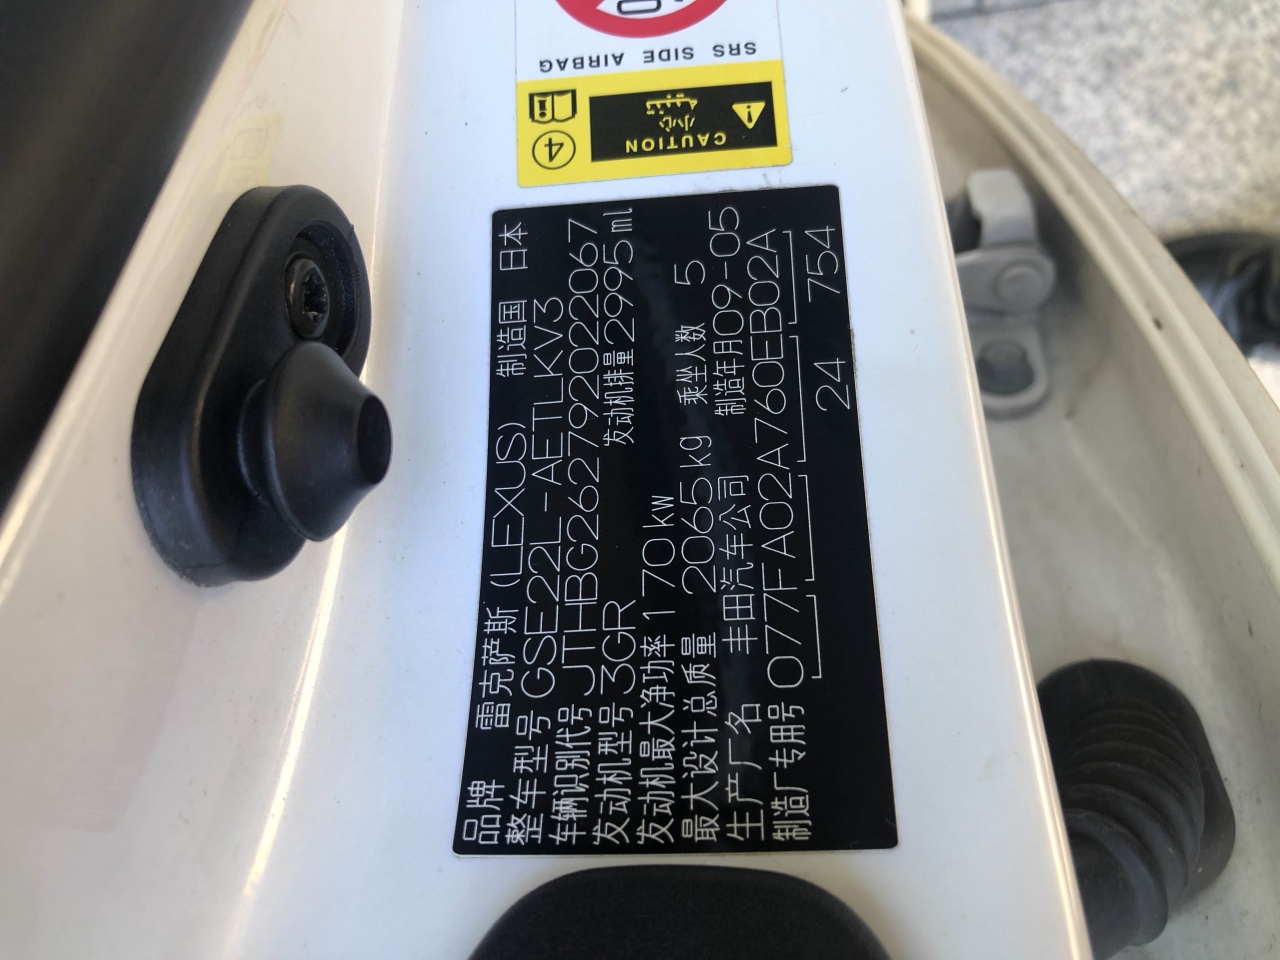 SRS SIDE AIRBAG
CAUTION
小心
4
品牌 雷克萨斯 (LEXUS) 制造国 日本
整车型号 GSE22L-AETLKV3
车辆识别代号 JTHBG262792022067
发动机型号 3GR 发动机排量 2995 ml
发动机最大净功率 170 kw
最大设计总质量 2065 kg 乘坐人数 5
生产厂名 丰田汽车公司 制造年月 09-05
制造厂专用号 077FA02A760EB02A
24 754